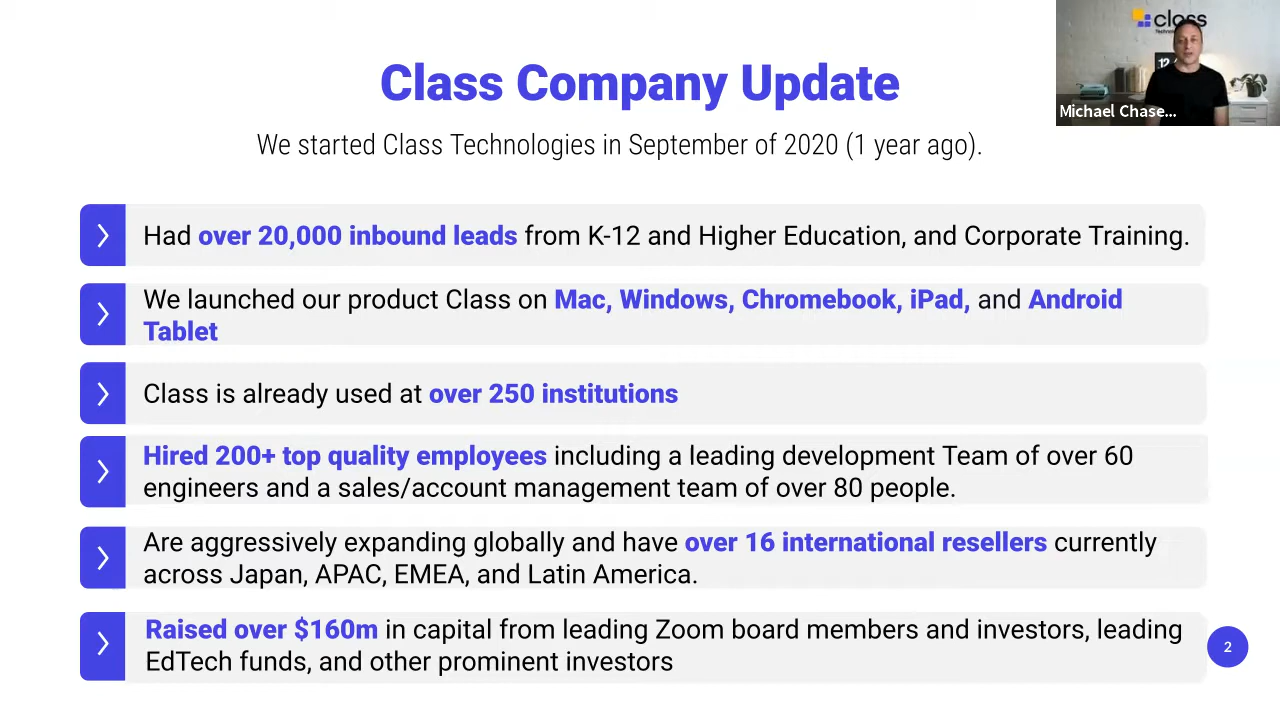 Class Company Update
We started Class Technologies in September of 2020 (1 year ago).
class
Michael Chase...
Had over 20,000 inbound leads from K-12 and Higher Education, and Corporate Training.
We launched our product Class on Mac, Windows, Chromebook, iPad, and Android
Tablet
Class is already used at over 250 institutions
Hired 200+ top quality employees including a leading development Team of over 60
engineers and a sales/account management team of over 80 people.
Are aggressively expanding globally and have over 16 international resellers currently
across Japan, APAC, EMEA, and Latin America.
Raised over $160m in capital from leading Zoom board members and investors, leading
EdTech funds, and other prominent investors
2